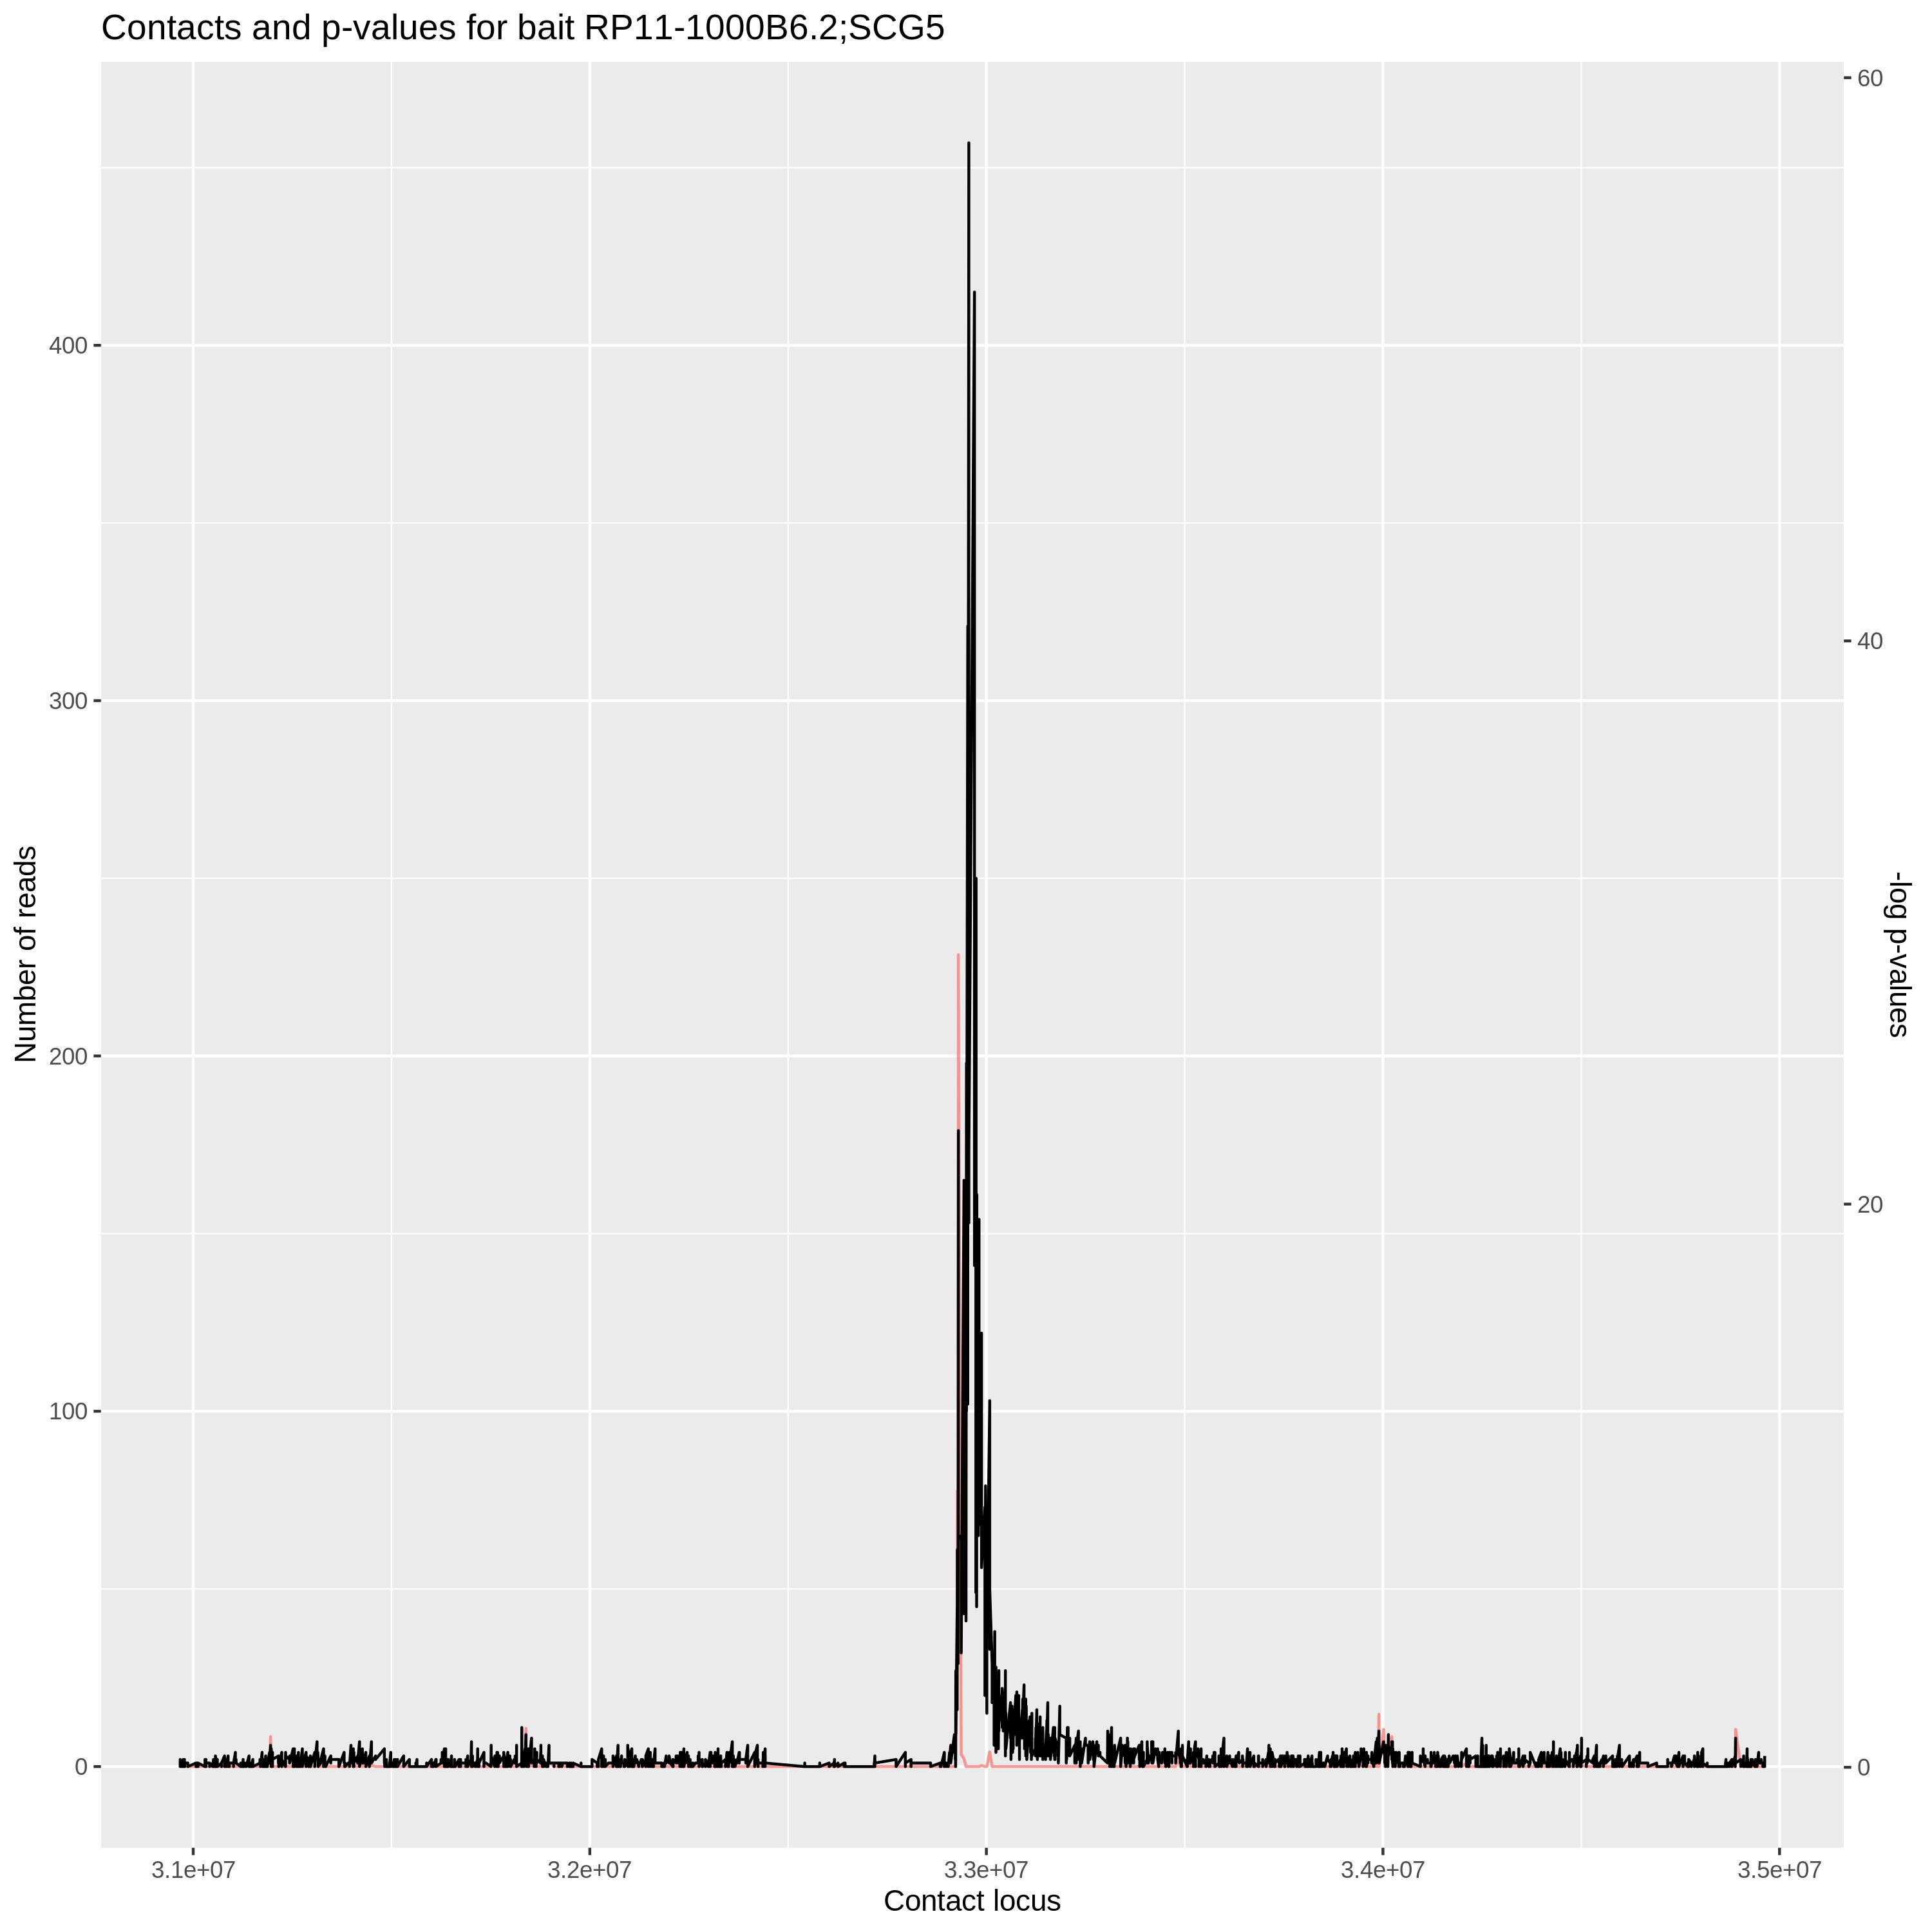 Contacts and p-values for bait RP11-1000B6.2;SCG5
60
400
40
300
Number of reads
-log p-values
200
20
100
0
0
3.1e+07 3.2e+07 3.3e+07 3.4e+07 3.5e+07
Contact locus